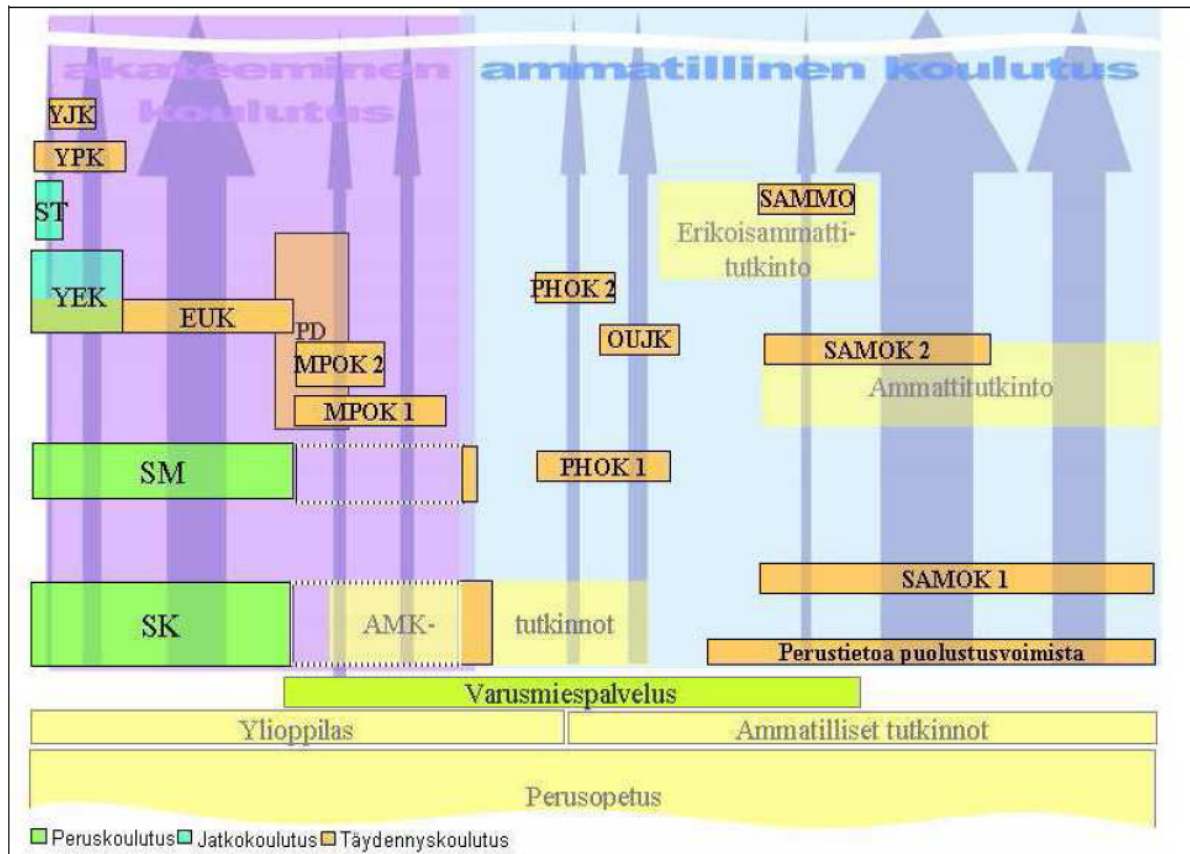 akateeminen
koulutus
ammatillinen koulutus
YJK
YPK
ST
YEK
EUK
PD
MPOK 2
MPOK 1
SM
SK
AMK-
tutkinnot
PHOK 2
OUJK
PHOK 1
SAMMO
Erikoisammatti-
tutkinto
SAMOK 2
Ammattitutkinto
SAMOK 1
Perustietoa puolustusvoimista
Varusmiespalvelus
Ylioppilas
Ammatilliset tutkinnot
Perusopetus
Peruskoulutus Jatkokoulutus Täydennyskoulutus